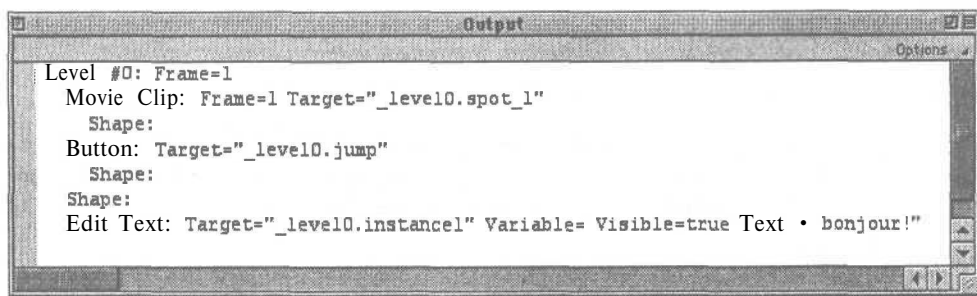 Output
Options
Level #0: Frame=1
Movie Clip: Frame=1 Target="_level0.spot_1"
Shape:
Button: Target="_level0.jump"
Shape:
Shape:
Edit Text: Target="_level0.instance1" Variable= Visible=true Text • bonjour!"